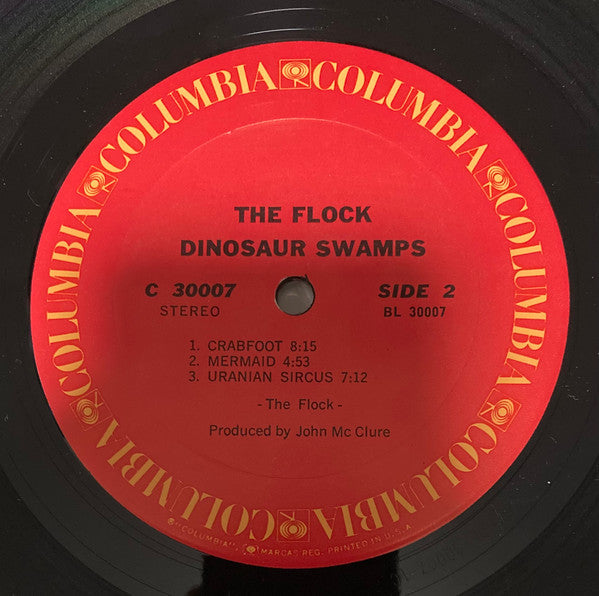 COLUMBIA COLUMBIA COLUMBIA COLUMBIA COLUMBIA COLUMBIA
THE FLOCK
DINOSAUR SWAMPS
C 30007 SIDE 2
STEREO BL 30007
1. CRABFOOT 8:15
2. MERMAID 4:53
3. URANIAN SIRCUS 7:12
- The Flock -
Produced by John Mc Clure
"COLUMBIA", MARCAS REG. PRINTED IN U.S.A.